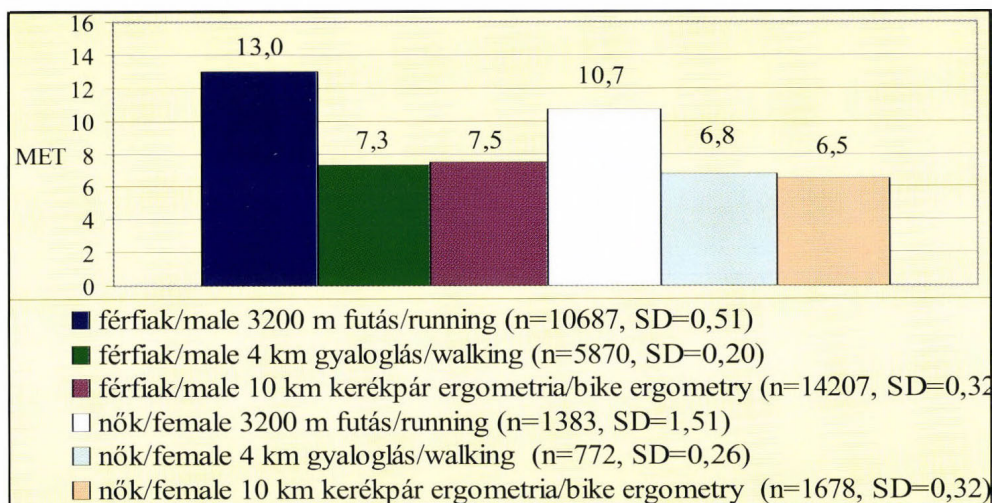 16
14
12
10
8
6
4
2
0
MET
13,0
7,3
7,5
10,7
6,8
6,5
férfiak/male 3200 m futás/running (n=10687, SD=0,51)
férfiak/male 4 km gyaloglás/walking (n=5870, SD=0,20)
férfiak/male 10 km kerékpár ergometria/bike ergometry (n=14207, SD=0,32
nők/female 3200 m futás/running (n=1383, SD=1,51)
nők/female 4 km gyaloglás/walking (n=772, SD=0,26)
nők/female 10 km kerékpár ergometria/bike ergometry (n=1678, SD=0,32)